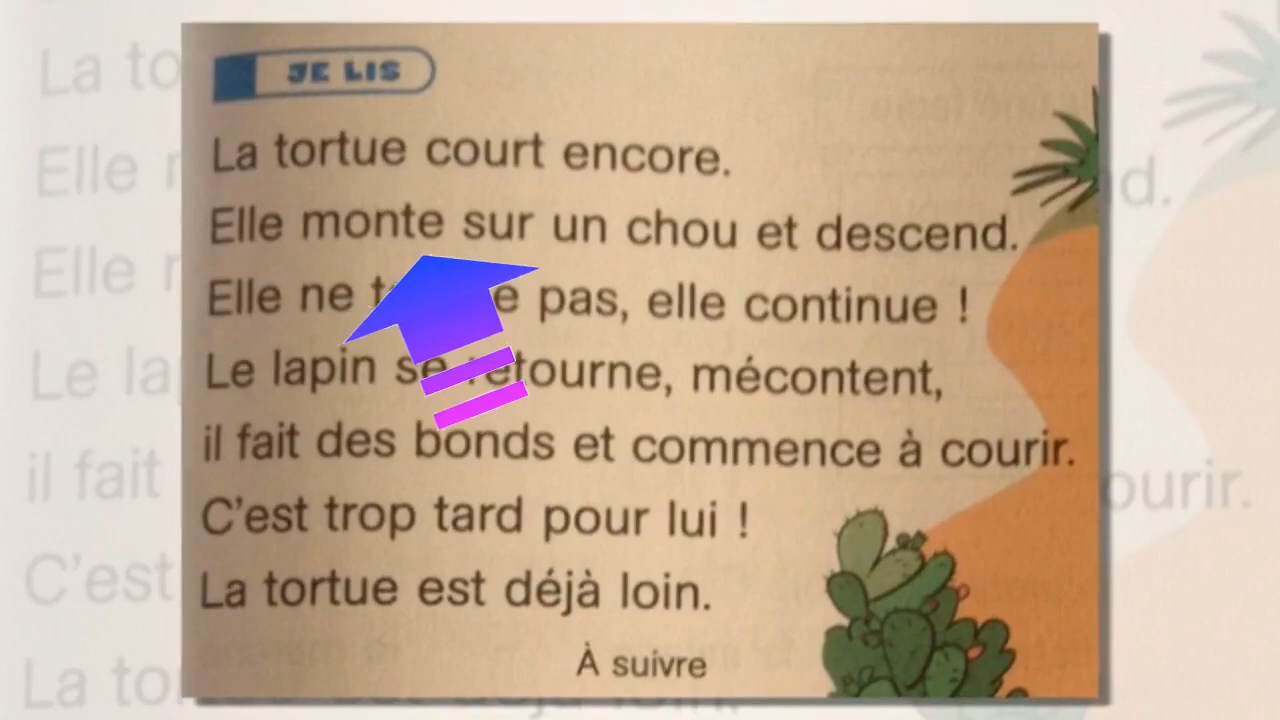 JE LIS
La tortue court encore.
Elle monte sur un chou et descend.
Elle ne pas, elle continue !
Le lapin se retourne, mécontent,
il fait des bonds et commence à courir.
C'est trop tard pour lui !
La tortue est déjà loin.
À suivre